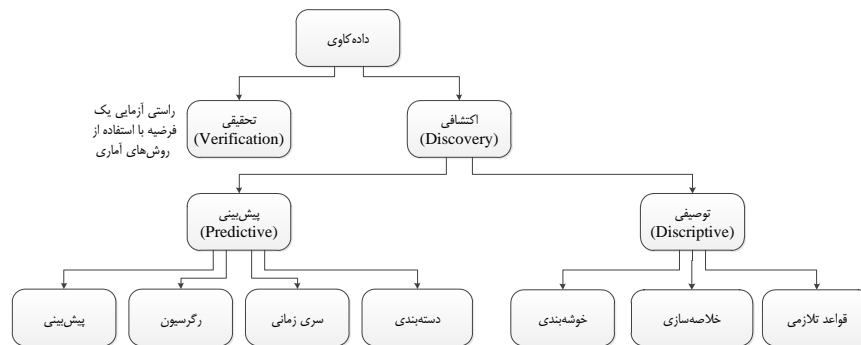 داده‌کاوی
اکتشافی
(Discovery)
تحقیقی
(Verification)
راستی آزمایی یک
فرضیه با استفاده از
روش‌های آماری
توصیفی
(Discriptive)
پیش‌بینی
(Predictive)
قواعد تلازمی
خلاصه‌سازی
خوشه‌بندی
دسته‌بندی
سری زمانی
رگرسیون
پیش‌بینی